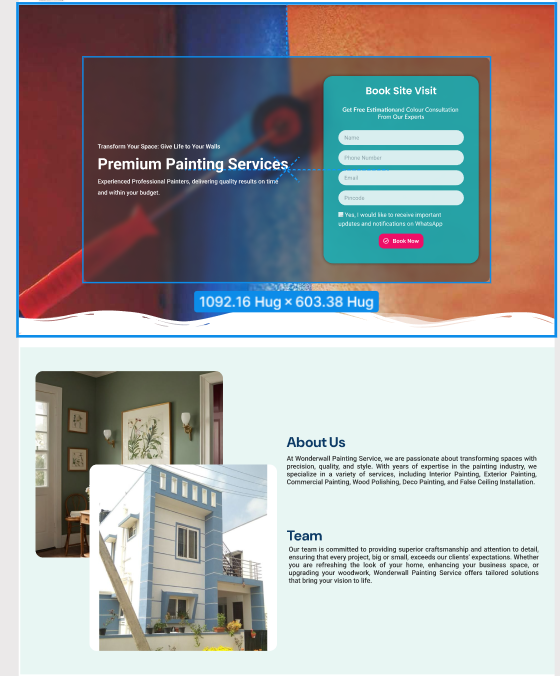 Transform Your Space: Give Life to Your Walls
Premium Painting Services
Experienced Professional Painters, delivering quality results on time
and within your budget.
Book Site Visit
Get Free Estimationand Colour Consultation
From Our Experts
Name
Phone Number
Email
Pincode
Yes, I would like to receive important
updates and notifications on WhatsApp
Book Now
1092.16 Hug × 603.38 Hug
About Us
At Wonderwall Painting Service, we are passionate about transforming spaces with
precision, quality, and style. With years of expertise in the painting industry, we
specialize in a variety of services, including Interior Painting, Exterior Painting,
Commercial Painting, Wood Polishing, Deco Painting, and False Ceiling Installation.
Team
Our team is committed to providing superior craftsmanship and attention to detail,
ensuring that every project, big or small, exceeds our clients' expectations. Whether
you are refreshing the look of your home, enhancing your business space, or
upgrading your woodwork, Wonderwall Painting Service offers tailored solutions
that bring your vision to life.